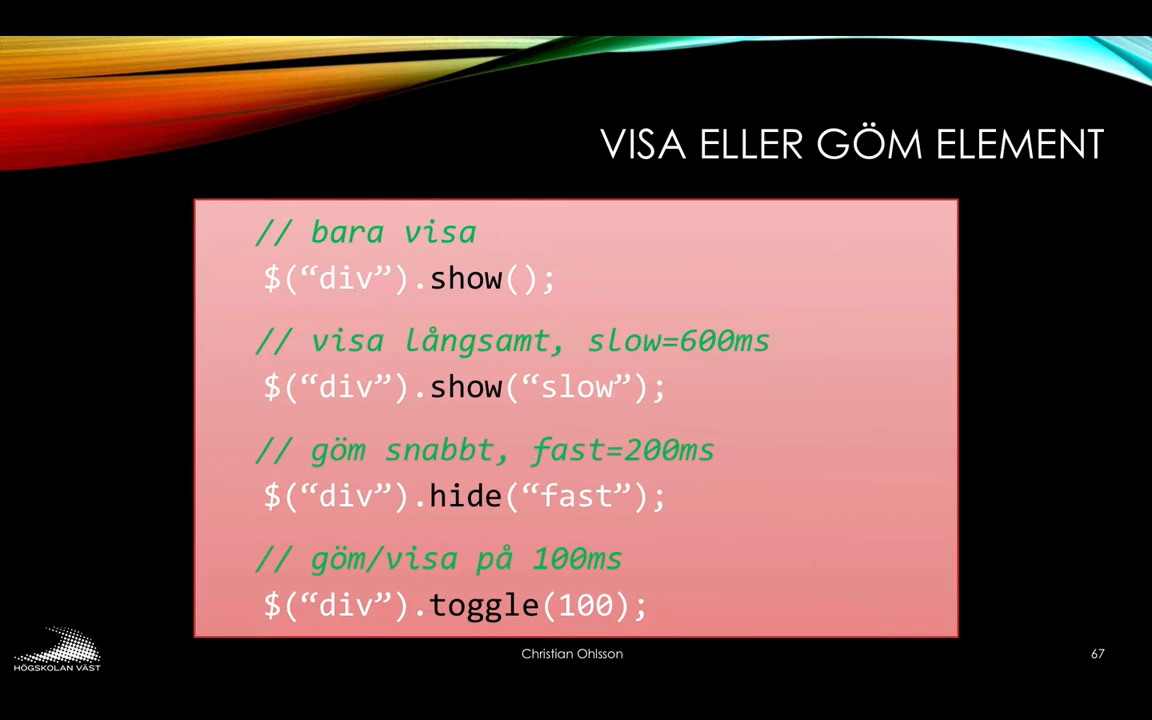 VISA ELLER GÖM ELEMENT
// bara visa
$(“div”).show();
// visa långsamt, slow=600ms
$(“div”).show(“slow”);
// göm snabbt, fast=200ms
$(“div”).hide(“fast”);
// göm/visa på 100ms
$(“div”).toggle(100);
HÖGSKOLAN VÄST
Christian Ohlsson
67